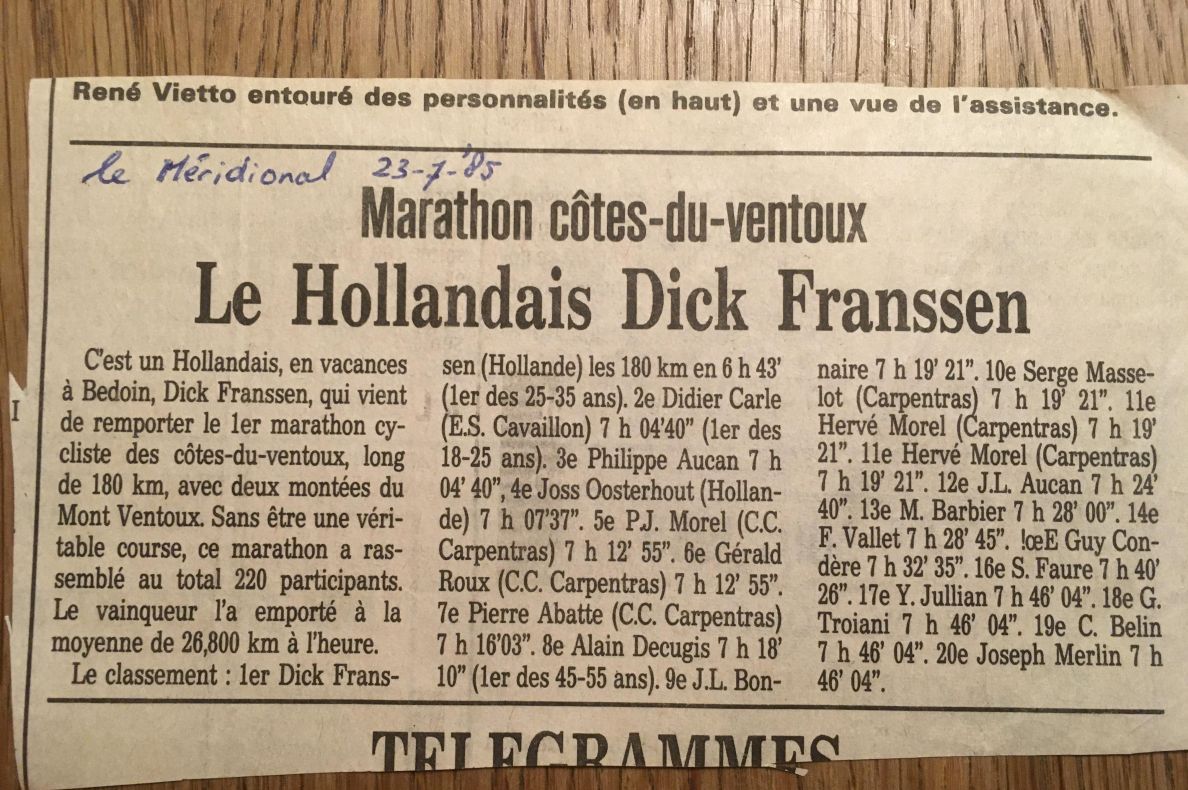 René Vietto entouré des personnalités (en haut) et une vue de l'assistance.
le Méridional 23-7-'85
Marathon côtes-du-ventoux
Le Hollandais Dick Franssen
C'est un Hollandais, en vacances
à Bedoin, Dick Franssen, qui vient
de remporter le 1er marathon cy-
cliste des côtes-du-ventoux, long
de 180 km, avec deux montées du
Mont Ventoux. Sans être une véri-
table course, ce marathon a ras-
semblé au total 220 participants.
Le vainqueur l'a emporté à la
moyenne de 26,800 km à l'heure.
Le classement : 1er Dick Frans-
sen (Hollande) les 180 km en 6 h 43'
(1er des 25-35 ans). 2e Didier Carle
(E.S. Cavaillon) 7 h 04'40" (1er des
18-25 ans). 3e Philippe Aucan 7 h
04' 40", 4e Joss Oosterhout (Hollan-
de) 7 h 07'37". 5e P.J. Morel (C.C.
Carpentras) 7 h 12' 55". 6e Gérald
Roux (C.C. Carpentras) 7 h 12' 55".
7e Pierre Abatte (C.C. Carpentras)
7 h 16'03". 8e Alain Decugis 7 h 18'
10" (1er des 45-55 ans). 9e J.L. Bon-
naire 7 h 19' 21". 10e Serge Masse-
lot (Carpentras) 7 h 19' 21". 11e
Hervé Morel (Carpentras) 7 h 19'
21". 11e Hervé Morel (Carpentras)
7 h 19' 21". 12e J.L. Aucan 7 h 24'
40". 13e M. Barbier 7 h 28' 00". 14e
F. Vallet 7 h 28' 45". !œE Guy Con-
dère 7 h 32' 35". 16e S. Faure 7 h 40'
26". 17e Y. Jullian 7 h 46' 04". 18e G.
Troiani 7 h 46' 04". 19e C. Belin
7 h 46' 04". 20e Joseph Merlin 7 h
46' 04".
TELEGRAMMES
I